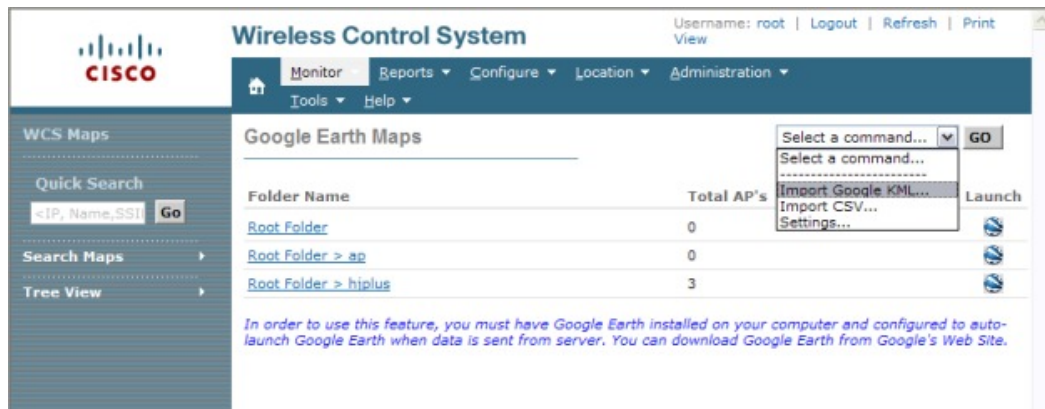 CISCO
Wireless Control System
Username: root | Logout | Refresh | Print
View
Monitor Reports Configure Location Administration
Tools Help
WCS Maps
Quick Search
<IP, Name,SSI Go
Search Maps
Tree View
Google Earth Maps
Select a command... GO
Select a command...
------------------------
Import Google KML...
Import CSV...
Settings...
Folder Name Total AP's Launch
Root Folder 0
Root Folder > ap 0
Root Folder > hjplus 3
In order to use this feature, you must have Google Earth installed on your computer and configured to auto-
launch Google Earth when data is sent from server. You can download Google Earth from Google's Web Site.